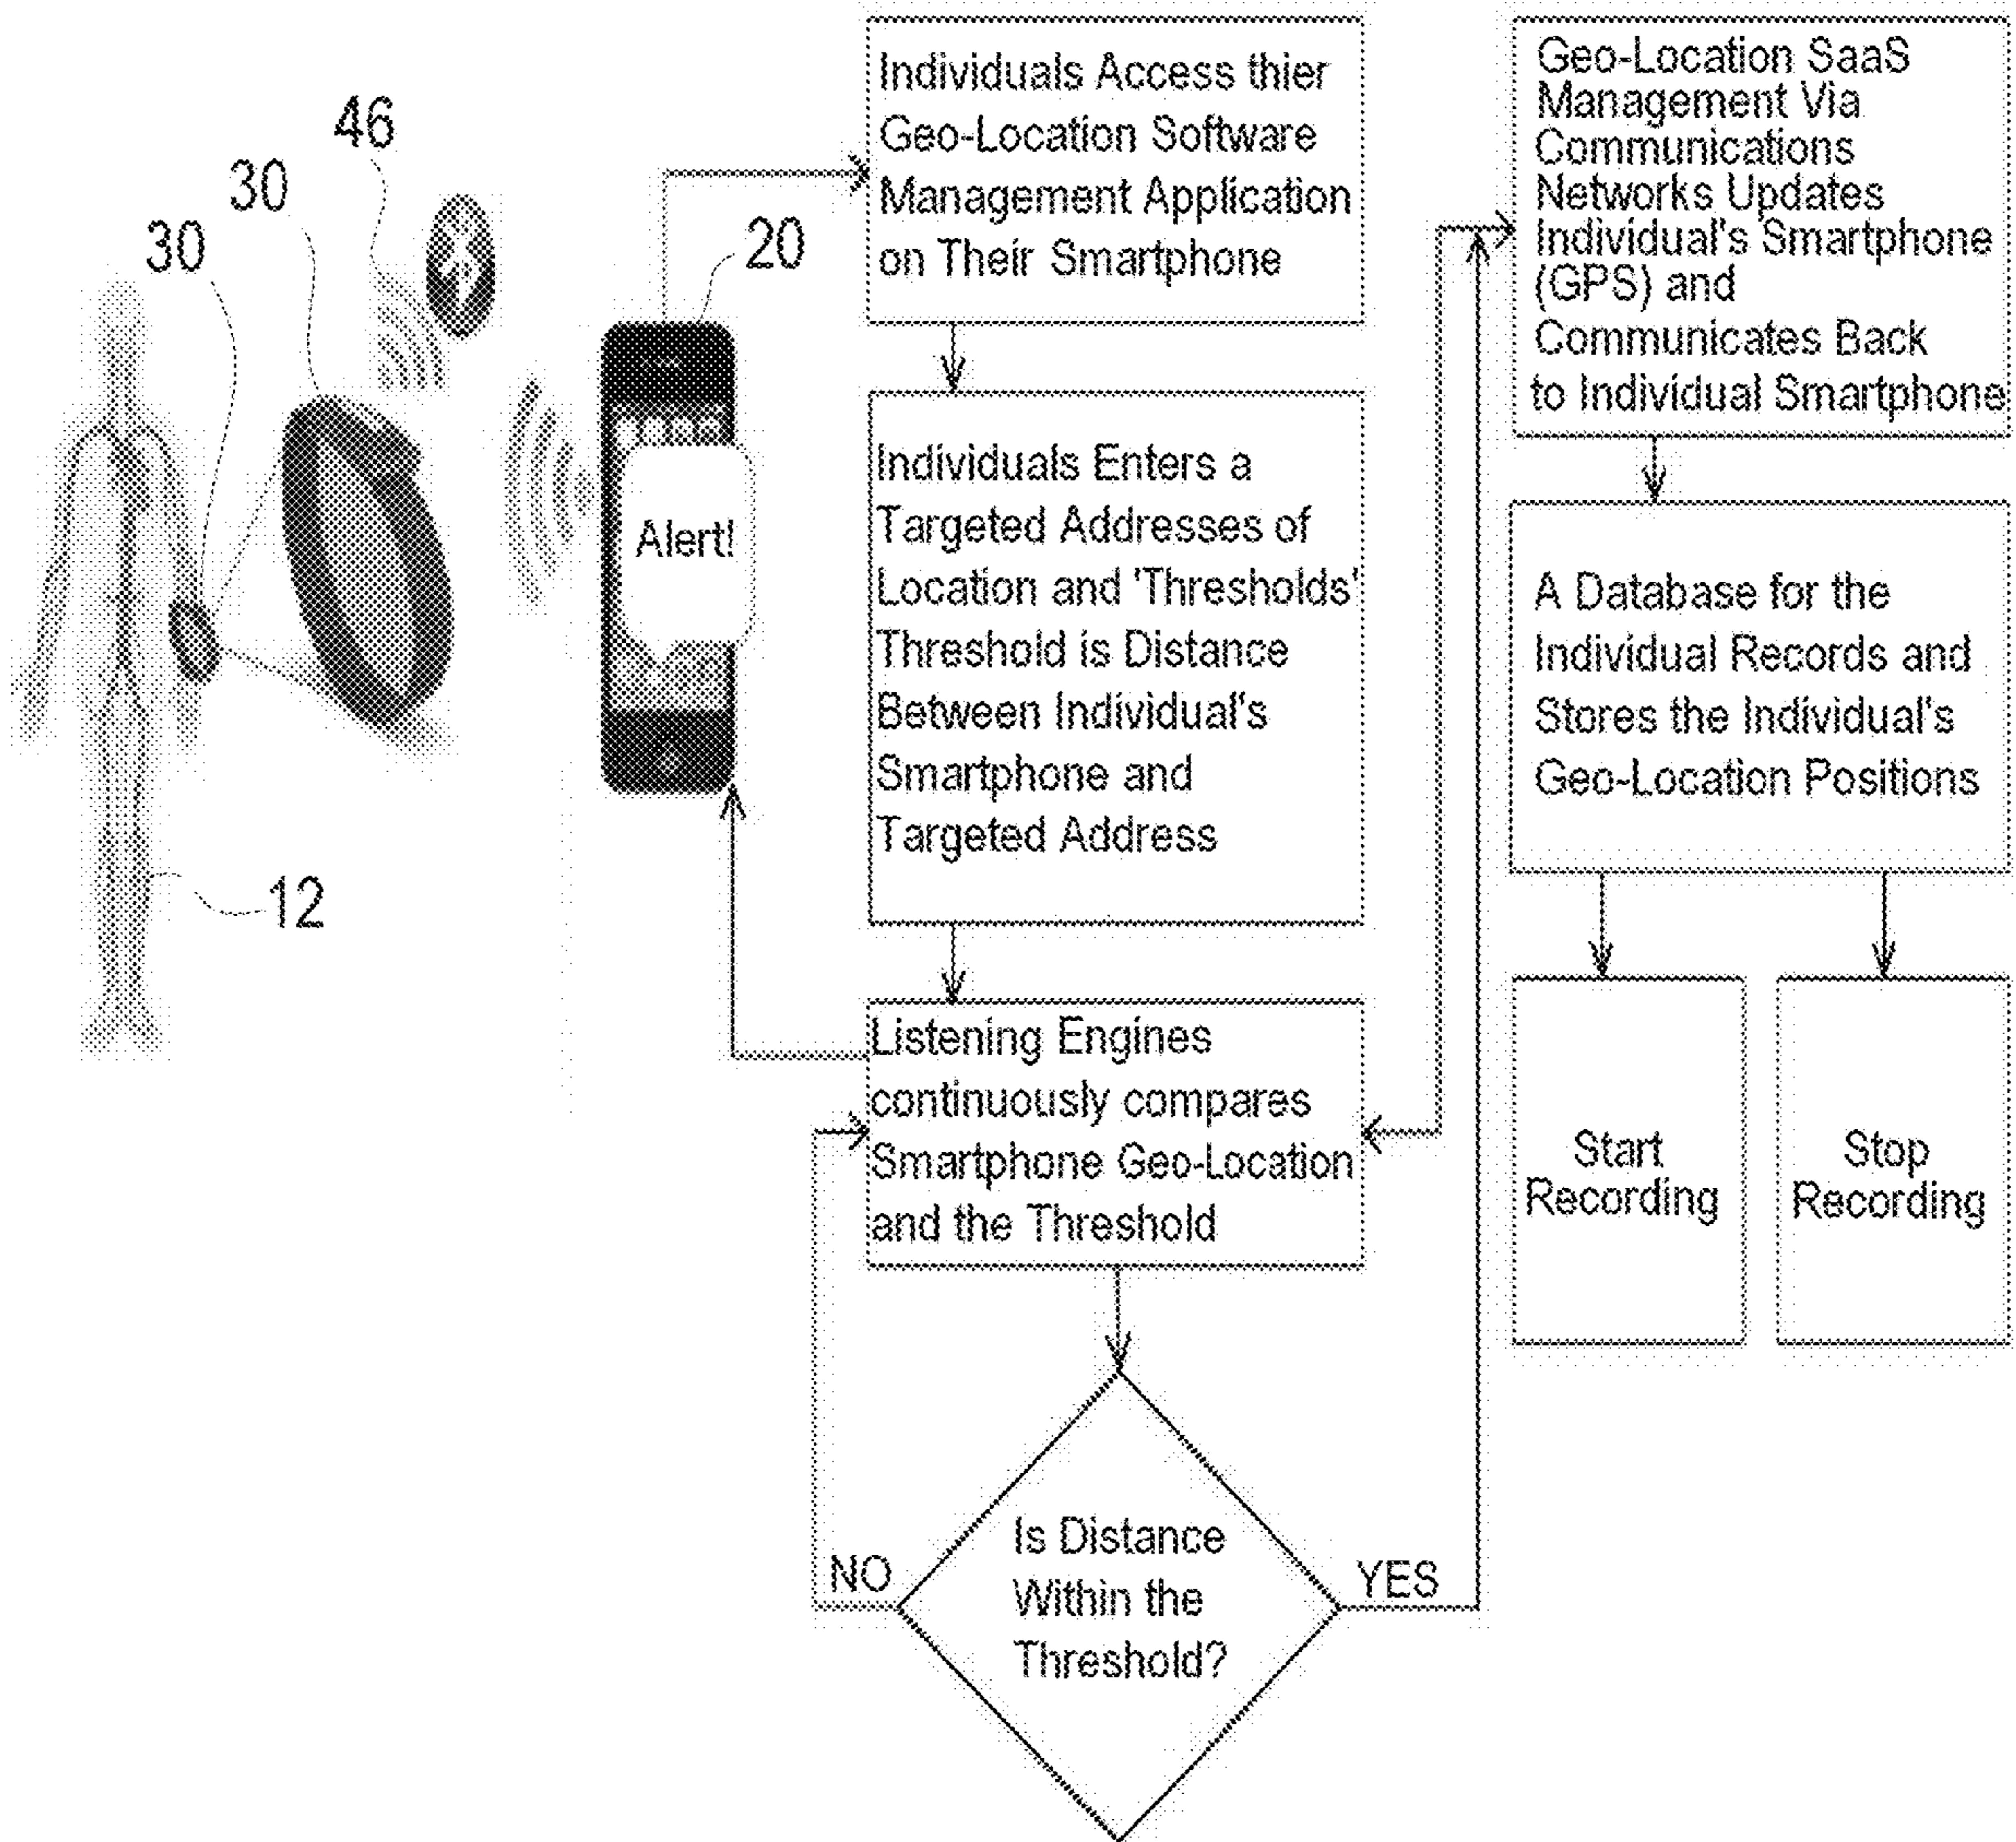 46
30
30
20
12
Alert!
Individuals Access thier
Geo-Location Software
Management Application
on Their Smartphone
Individuals Enters a
Targeted Addresses of
Location and 'Thresholds'
Threshold is Distance
Between Individual's
Smartphone and
Targeted Address
Listening Engines
continuously compares
Smartphone Geo-Location
and the Threshold
Is Distance
Within the
Threshold?
NO
YES
Geo-Location SaaS
Management Via
Communications
Networks Updates
Individual's Smartphone
(GPS) and
Communicates Back
to Individual Smartphone
A Database for the
Individual Records and
Stores the Individual's
Geo-Location Positions
Start
Recording
Stop
Recording